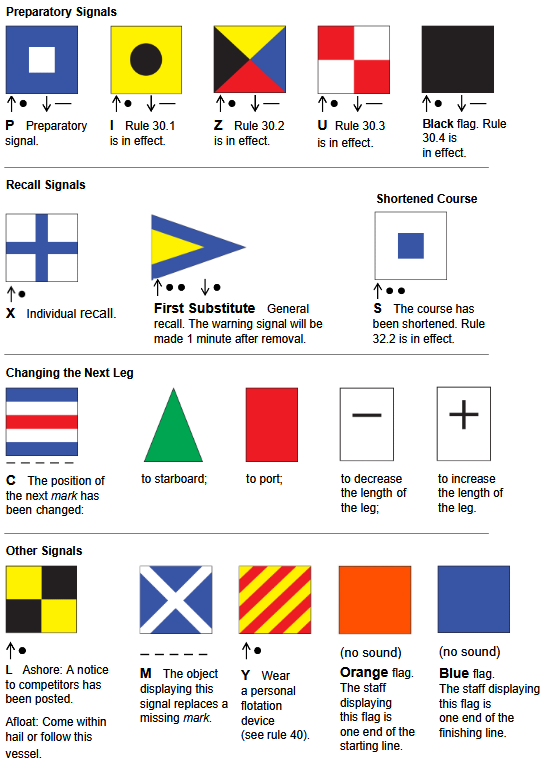 Preparatory Signals
P Preparatory
signal.
I Rule 30.1
is in effect.
Z Rule 30.2
is in effect.
U Rule 30.3
is in effect.
Black flag. Rule
30.4 is
in effect.
Recall Signals
Shortened Course
X Individual recall.
First Substitute General
recall. The warning signal will be
made 1 minute after removal.
S The course has
been shortened. Rule
32.2 is in effect.
Changing the Next Leg
C The position of
the next mark has
been changed:
to starboard;
to port;
to decrease
the length of
the leg;
to increase
the length of
the leg.
Other Signals
L Ashore: A notice
to competitors has
been posted.
Afloat: Come within
hail or follow this
vessel.
M The object
displaying this
signal replaces a
missing mark.
Y Wear
a personal
flotation
device
(see rule 40).
(no sound)
Orange flag.
The staff
displaying
this flag is
one end of the
starting line.
(no sound)
Blue flag.
The staff displaying
this flag is
one end of the
finishing line.